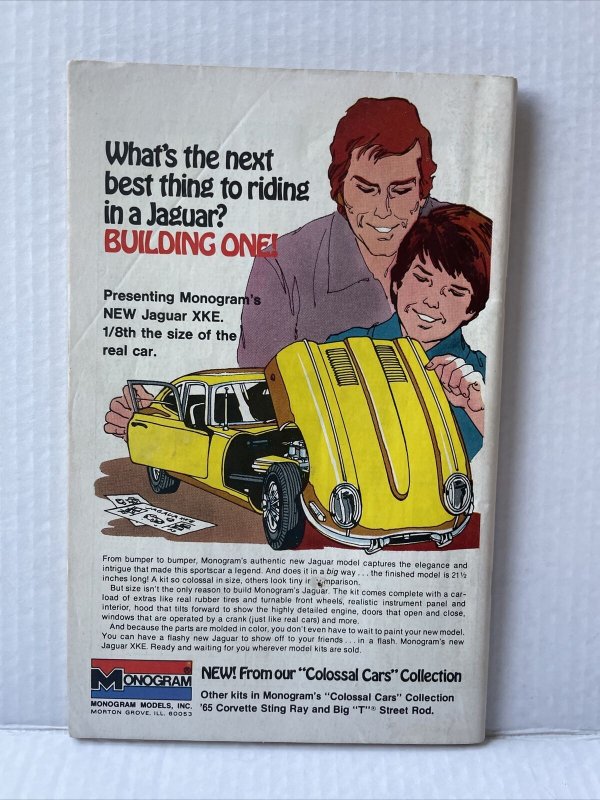 What's the next
best thing to riding
in a Jaguar?
BUILDING ONE!
Presenting Monogram's
NEW Jaguar XKE.
1/8th the size of the
real car.
JAGUAR XKE
From bumper to bumper, Monogram's authentic new Jaguar model captures the elegance and
intrigue that made this sportscar a legend. And does it in a big way . . . the finished model is 21½
inches long! A kit so colossal in size, others look tiny in comparison.
But size isn't the only reason to build Monogram's Jaguar. The kit comes complete with a car-
load of extras like real rubber tires and turnable front wheels, realistic instrument panel and
interior, hood that tilts forward to show the highly detailed engine, doors that open and close,
windows that are operated by a crank (just like real cars) and more.
And because the parts are molded in color, you don't even have to wait to paint your new model.
You can have a flashy new Jaguar to show off to your friends . . . in a flash. Monogram's new
Jaguar XKE. Ready and waiting for you wherever model kits are sold.
MONOGRAM®
MONOGRAM MODELS, INC.
MORTON GROVE, ILL. 60053
NEW! From our "Colossal Cars" Collection
Other kits in Monogram's "Colossal Cars" Collection
'65 Corvette Sting Ray and Big "T"® Street Rod.